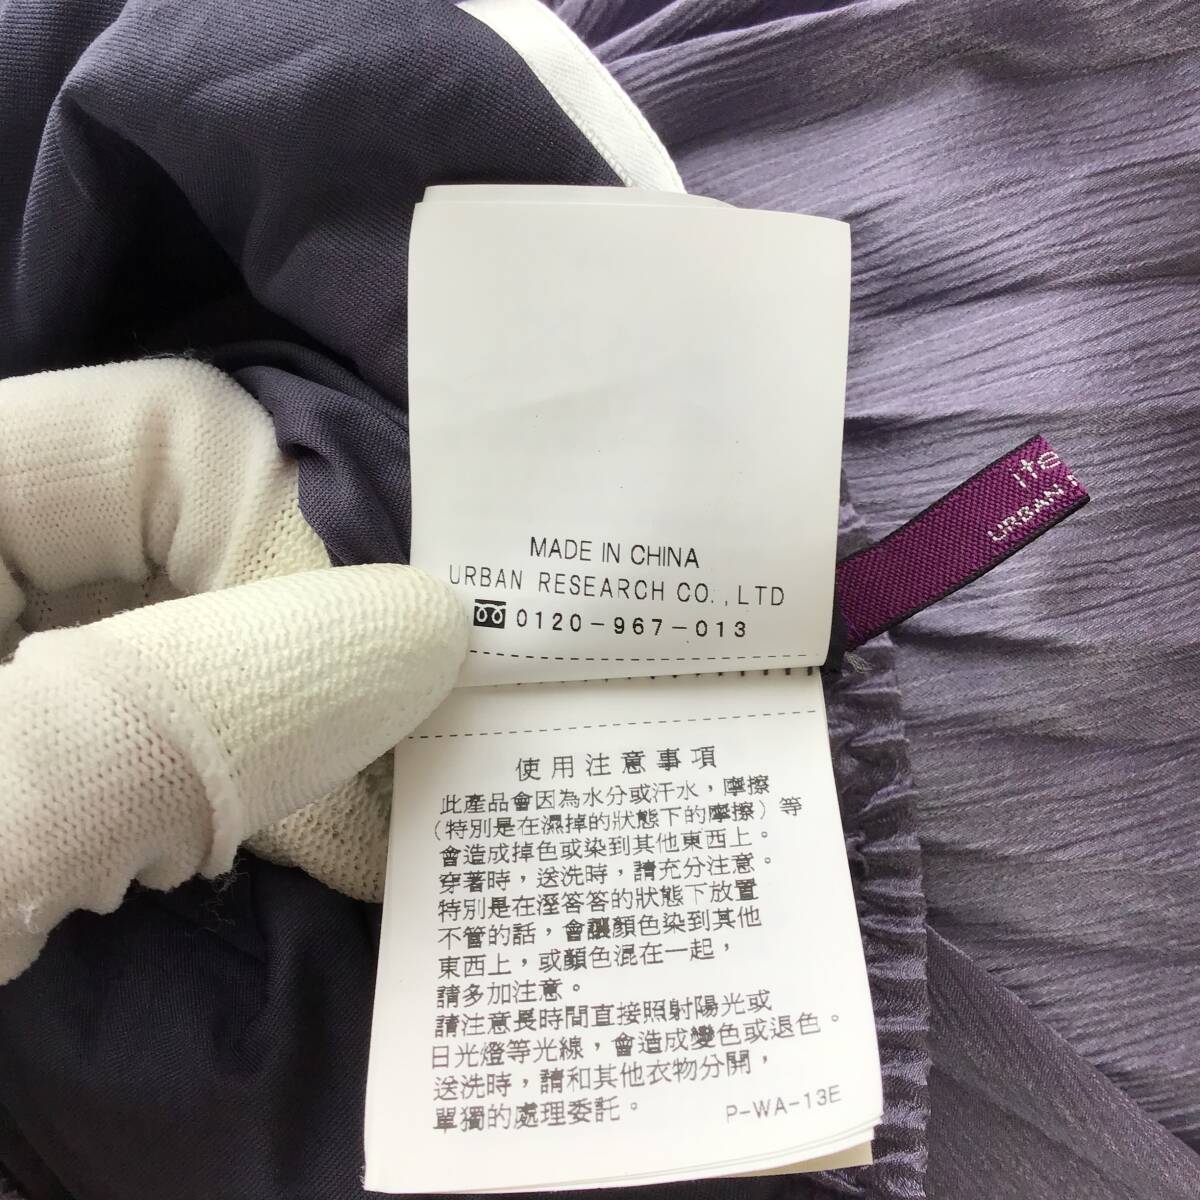 MADE IN CHINA
URBAN RESEARCH CO.,LTD
0120-967-013
ite
URBAN
使用注意事項
此產品會因為水分或汗水，摩擦
(特別是在濕掉的狀態下的摩擦)等
會造成掉色或染到其他東西上。
穿著時，送洗時，請充分注意。
特別是在溼答答的狀態下放置
不管的話，會讓顏色染到其他
東西上，或顏色混在一起，
請多加注意。
請注意長時間直接照射陽光或
日光燈等光線，會造成變色或退色。
送洗時，請和其他衣物分開，
單獨的處理委託。
P-WA-13E